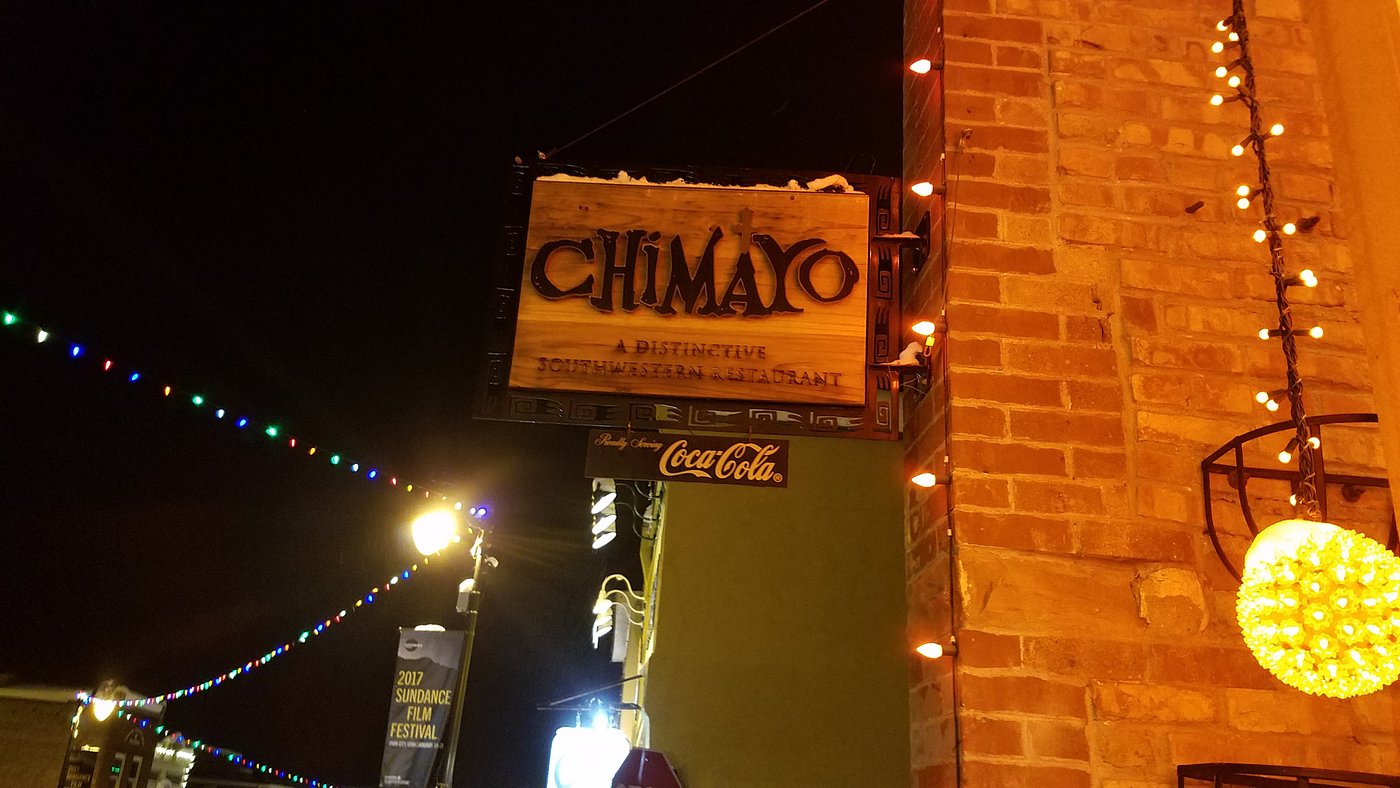 CHiMAYO
A DISTINCTIVE
SOUTHWESTERN RESTAURANT
Proudly Serving Coca-Cola®
2017
SUNDANCE
FILM
FESTIVAL